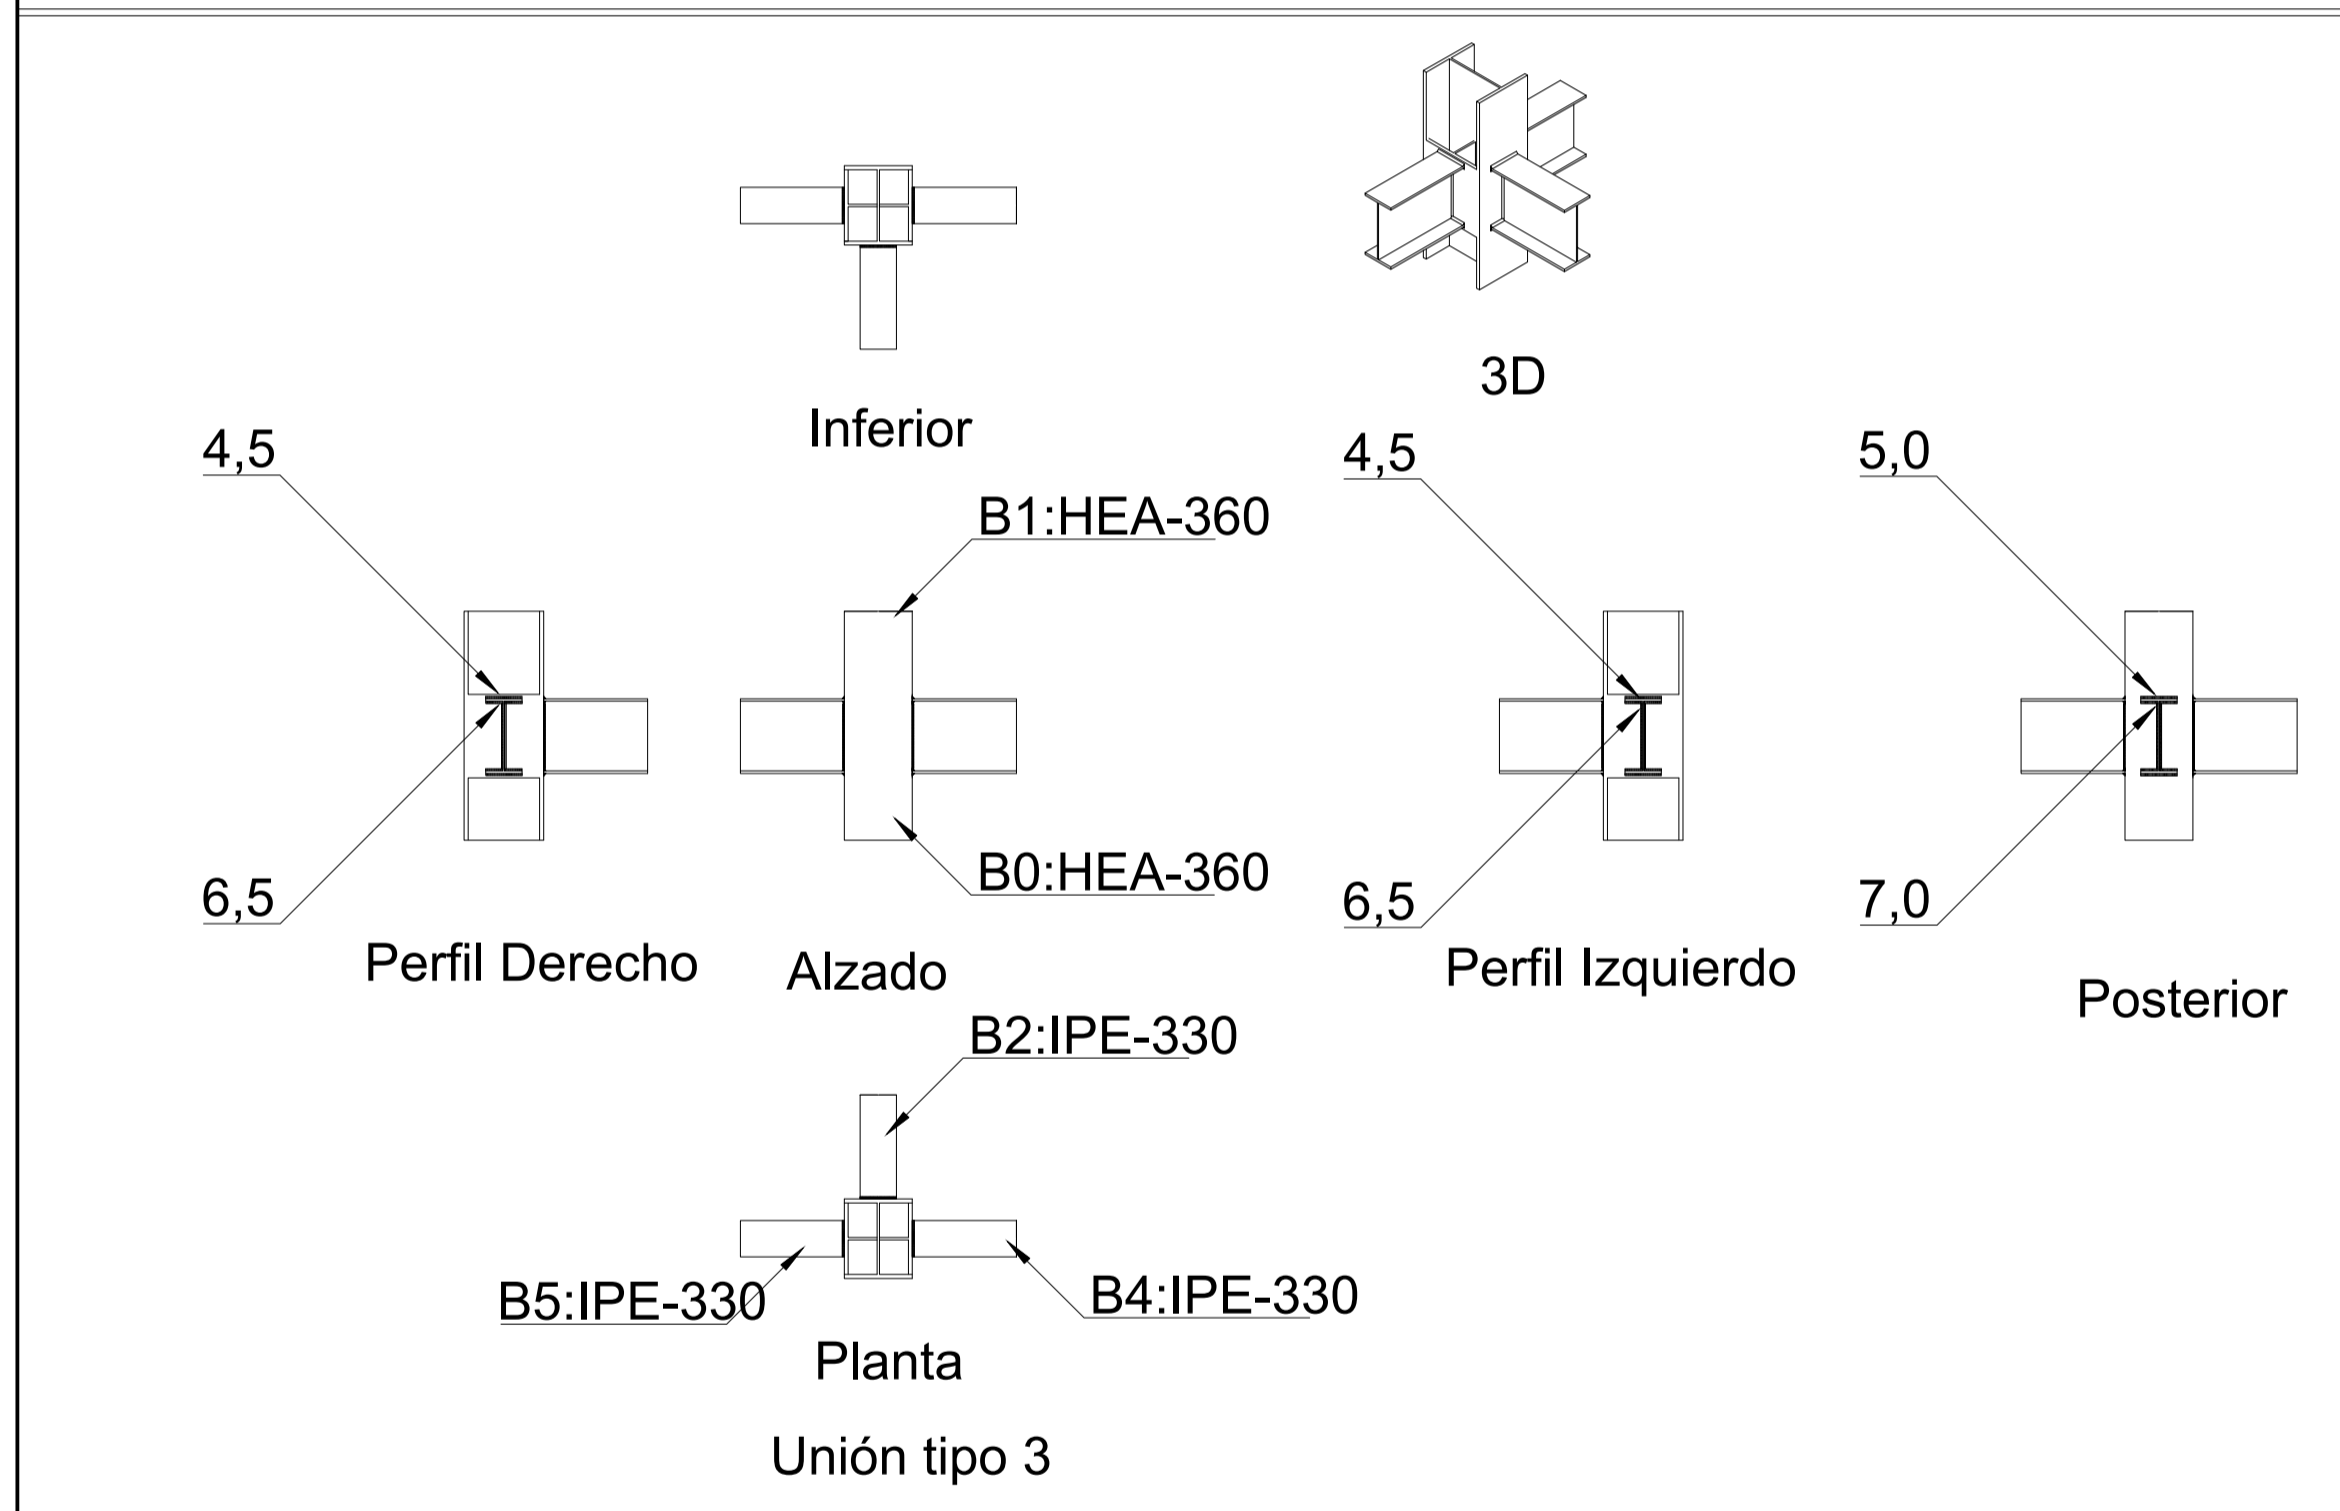 3D
Inferior
4,5
4,5
5,0
B1:HEA-360
B0:HEA-360
6,5
6,5
7,0
Perfil Derecho
Alzado
Perfil Izquierdo
Posterior
B2:IPE-330
B5:IPE-330
B4:IPE-330
Planta
Unión tipo 3